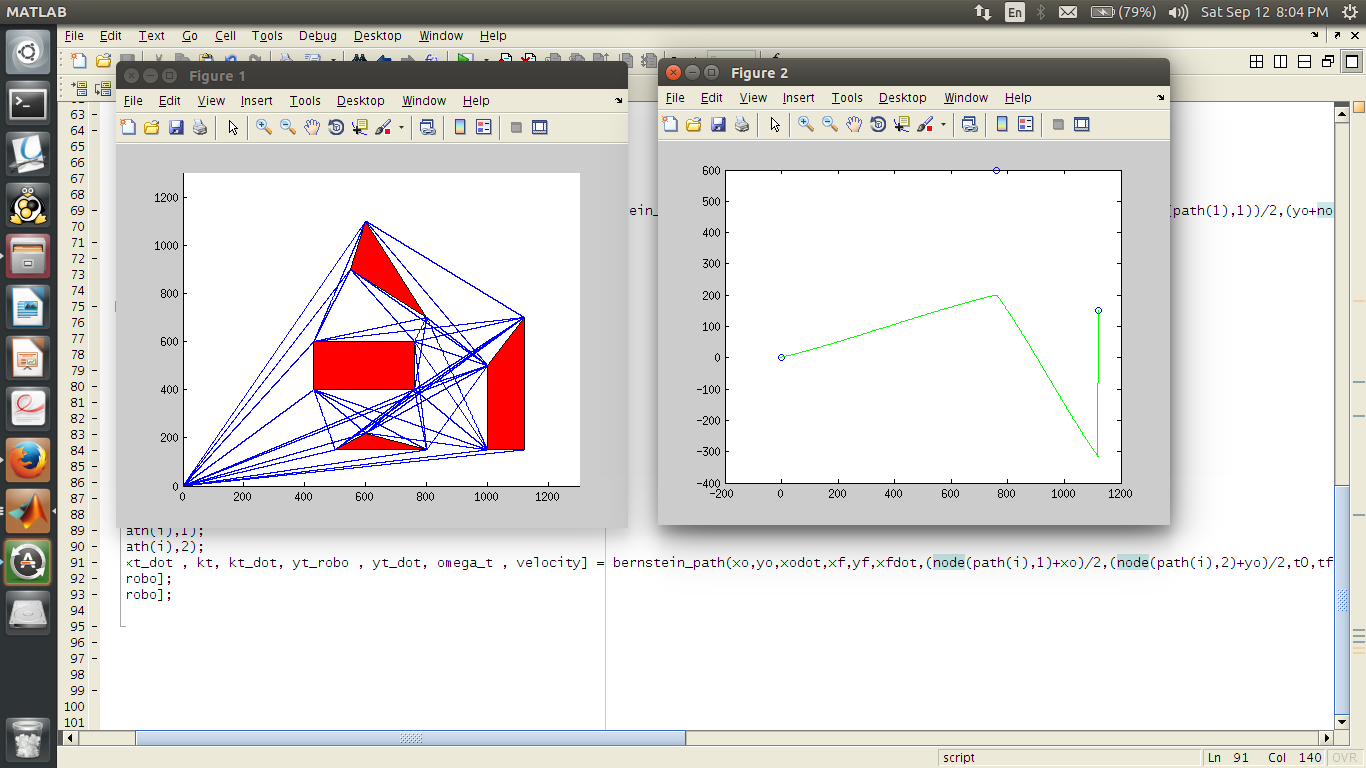 MATLAB
En
(79%)
Sat Sep 12 8:04 PM
File Edit Text Go Cell Tools Debug Desktop Window Help
Figure 1
File Edit View Insert Tools Desktop Window Help
1200
1000
800
600
400
200
0
0 200 400 600 800 1000 1200
Figure 2
File Edit View Insert Tools Desktop Window Help
600
500
400
300
200
100
0
−100
−200
−300
−400
−200 0 200 400 600 800 1000 1200
63
64
65
66
67
68
69 ein_ path(1),1))/2,(yo+no
70
71
72
73
74
75
76
77
78
79
80
81
82
83
84
85
86
87
88
89 ath(i),1);
90 ath(i),2);
91 xt_dot , kt, kt_dot, yt_robo , yt_dot, omega_t , velocity] = bernstein_path(xo,yo,xodot,xf,yf,xfdot,(node(path(i),1)+xo)/2,(node(path(i),2)+yo)/2,t0,tf
92 robo];
93 robo];
94
95
96
97
98
99
100
101
script
Ln 91 Col 140 OVR